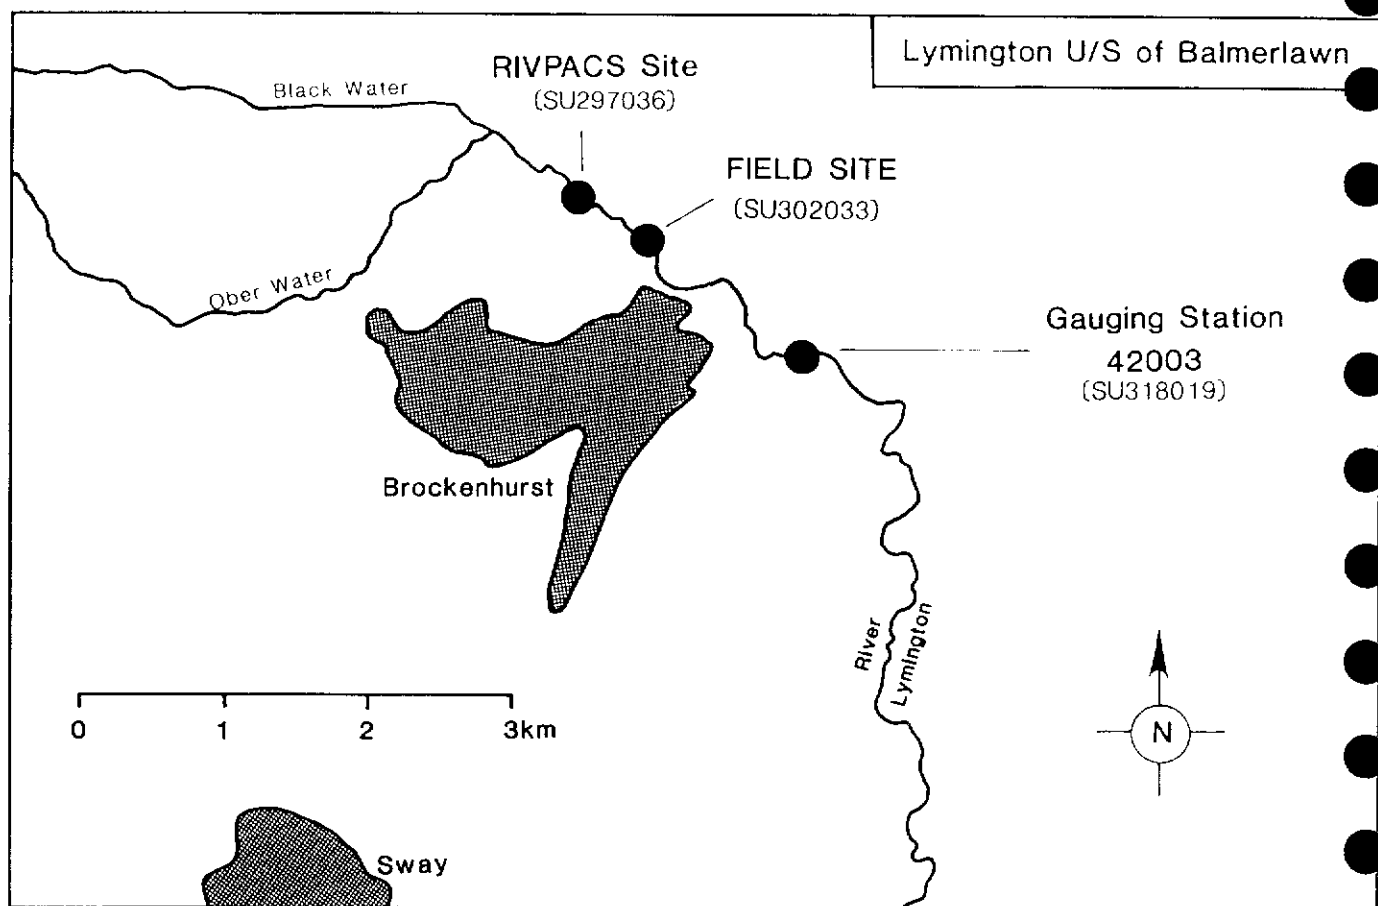 Lymington U/S of Balmerlawn
RIVPACS Site
(SU297036)
Black Water
FIELD SITE
(SU302033)
Ober Water
Gauging Station
42003
(SU318019)
Brockenhurst
River
Lymington
0 1 2 3km
N
Sway